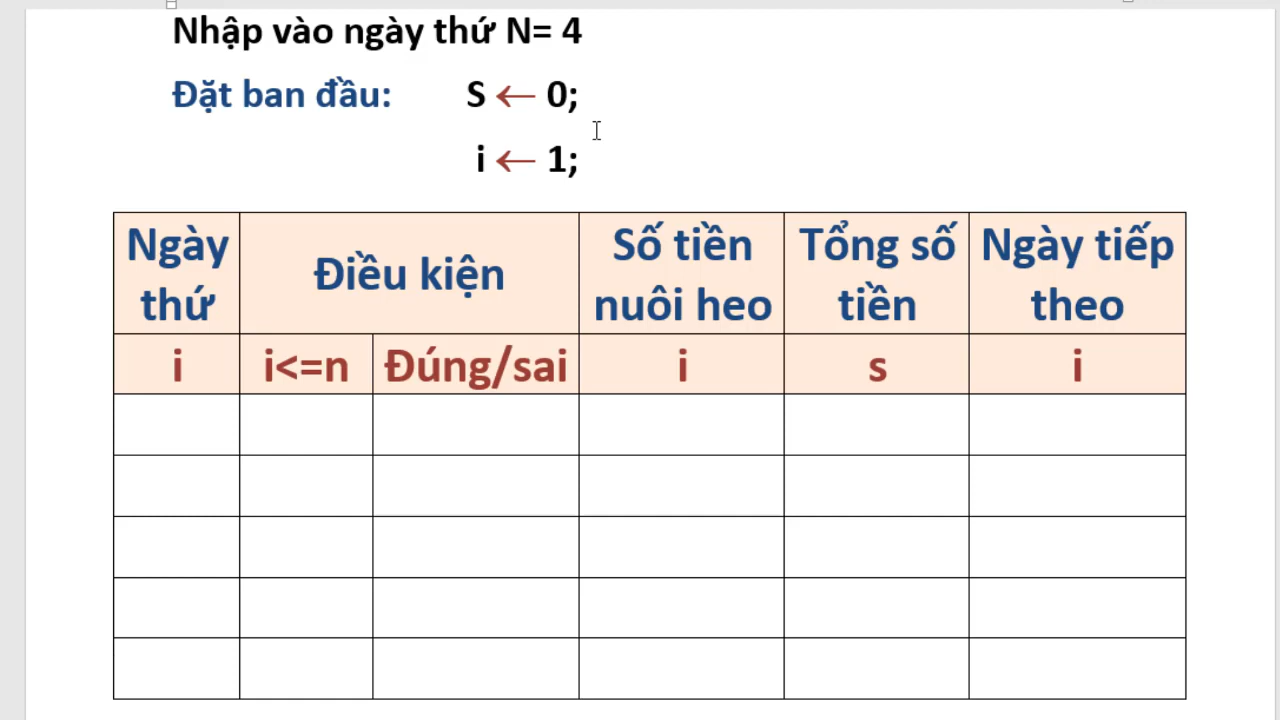 Nhập vào ngày thứ N= 4
Đặt ban đầu: S ← 0;
i ← 1;
Ngày thứ
Điều kiện
Số tiền nuôi heo
Tổng số tiền
Ngày tiếp theo
i i<=n Đúng/sai i s i